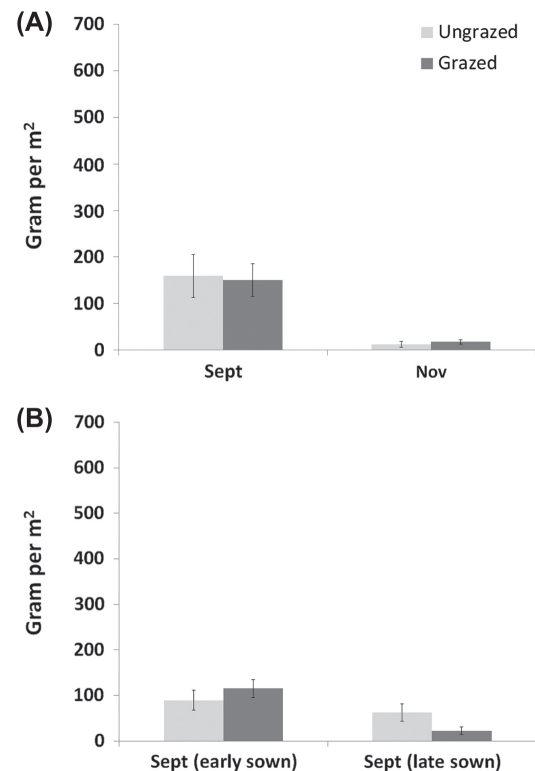 (A)
700
600
500
400
300
200
100
0
Gram per m²
Ungrazed
Grazed
Sept Nov
(B)
700
600
500
400
300
200
100
0
Gram per m²
Sept (early sown) Sept (late sown)